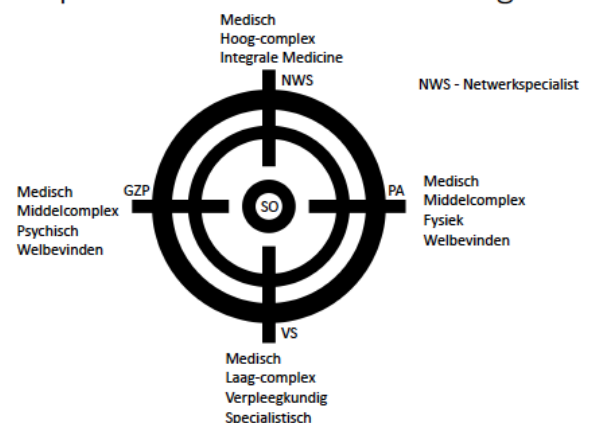 Medisch
Hoog-complex
Integrale Medicine
NWS
NWS - Netwerkspecialist
Medisch
Middelcomplex
Psychisch
Welbevinden
GZP
SO
PA
Medisch
Middelcomplex
Fysiek
Welbevinden
VS
Medisch
Laag-complex
Verpleegkundig
Specialistisch